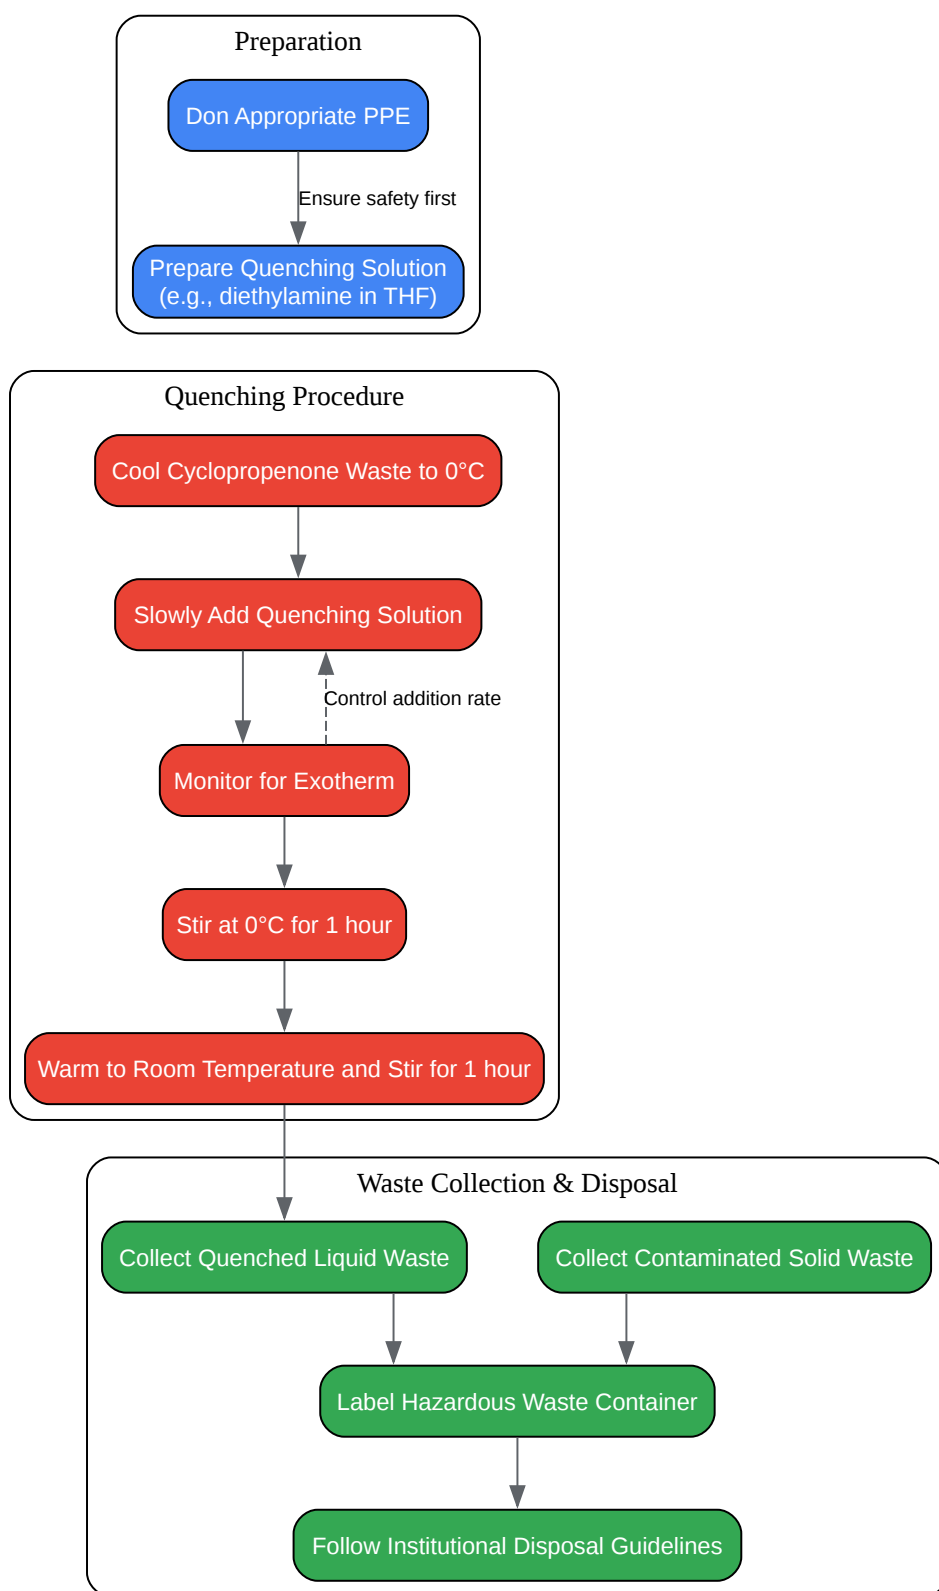 Preparation
Don Appropriate PPE
Ensure safety first
Prepare Quenching Solution
(e.g., diethylamine in THF)
Quenching Procedure
Cool Cyclopropenone Waste to 0°C
Slowly Add Quenching Solution
Control addition rate
Monitor for Exotherm
Stir at 0°C for 1 hour
Warm to Room Temperature and Stir for 1 hour
Waste Collection & Disposal
Collect Quenched Liquid Waste
Collect Contaminated Solid Waste
Label Hazardous Waste Container
Follow Institutional Disposal Guidelines